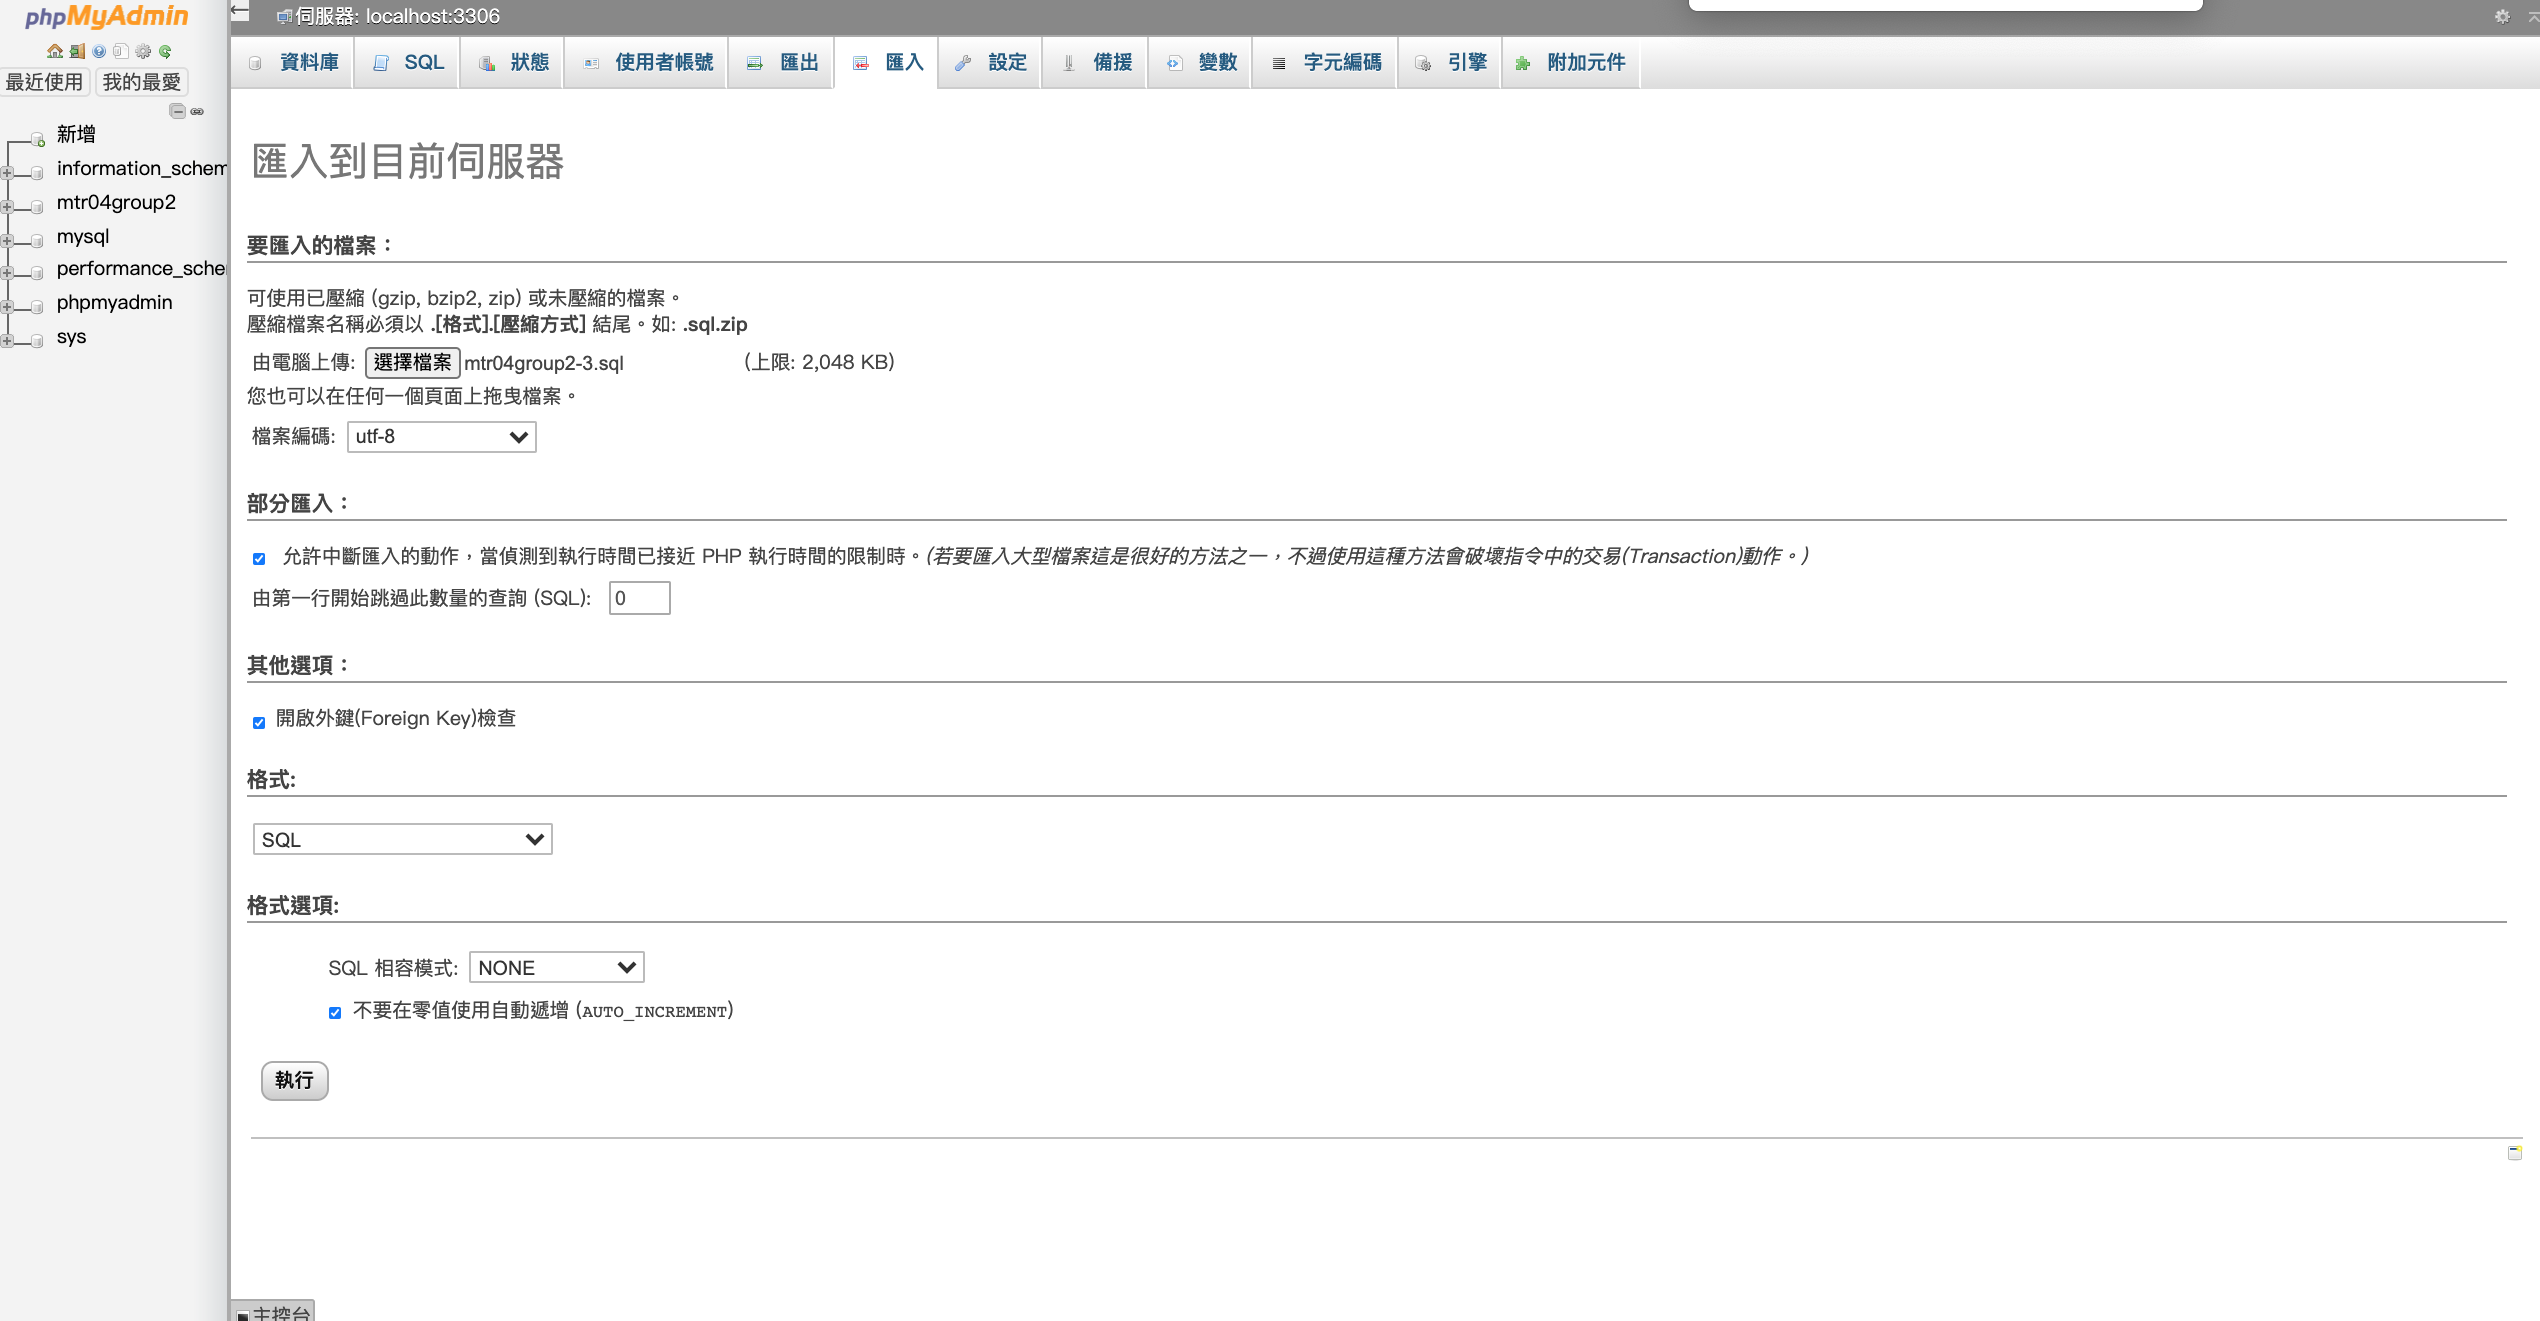 phpMyAdmin
最近使用 我的最愛
新增
information_schem
mtr04group2
mysql
performance_sche
phpmyadmin
sys
伺服器: localhost:3306
資料庫 SQL 狀態 使用者帳號 匯出 匯入 設定 備援 變數 字元編碼 引擎 附加元件
匯入到目前伺服器
要匯入的檔案：
可使用已壓縮 (gzip, bzip2, zip) 或未壓縮的檔案。
壓縮檔案名稱必須以 .[格式].[壓縮方式] 結尾。如: .sql.zip
由電腦上傳: 選擇檔案 mtr04group2-3.sql (上限: 2,048 KB)
您也可以在任何一個頁面上拖曳檔案。
檔案編碼: utf-8
部分匯入：
允許中斷匯入的動作，當偵測到執行時間已接近 PHP 執行時間的限制時。(若要匯入大型檔案這是很好的方法之一，不過使用這種方法會破壞指令中的交易(Transaction)動作。)
由第一行開始跳過此數量的查詢 (SQL): 0
其他選項：
開啟外鍵(Foreign Key)檢查
格式:
SQL
格式選項:
SQL 相容模式: NONE
不要在零值使用自動遞增 (AUTO_INCREMENT)
執行
主控台